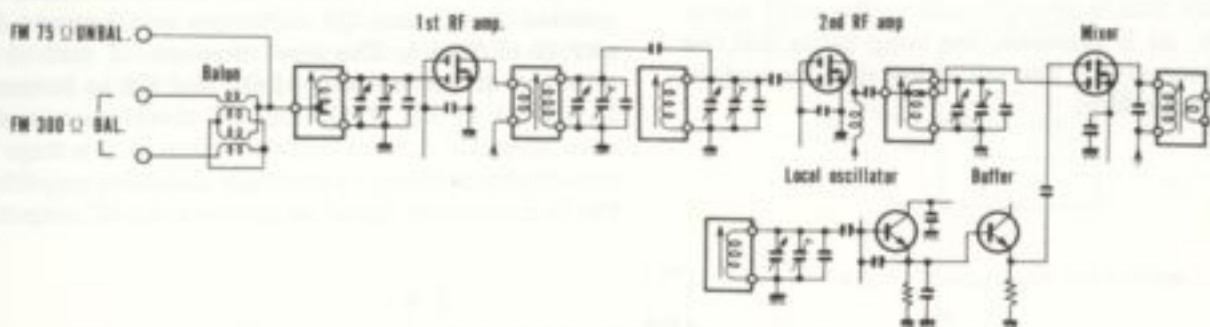 1st RF amp.
2nd RF amp
Mixer
FM 75 Ω UNBAL.
Balun
FM 300 Ω BAL.
Local oscillator
Buffer